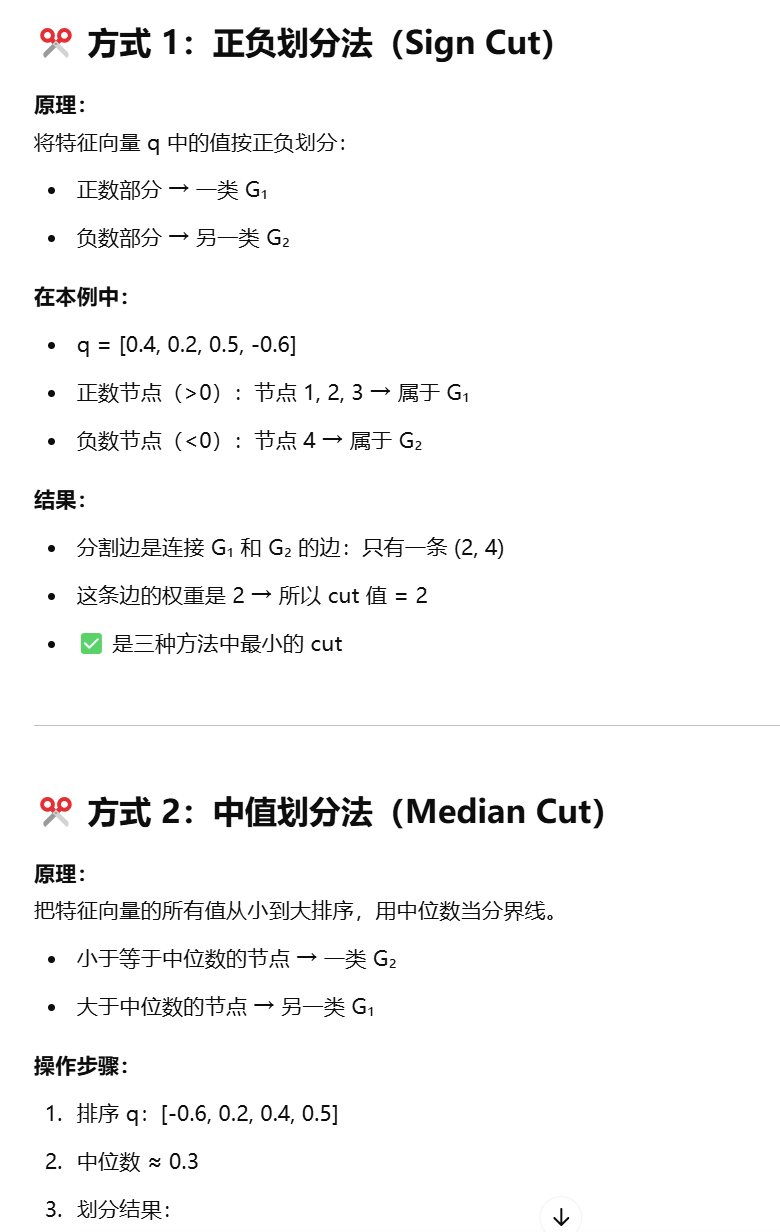 方式 1：正负划分法（Sign Cut）
原理：
将特征向量 q 中的值按正负划分：
• 正数部分 → 一类 G₁
• 负数部分 → 另一类 G₂
在本例中：
• q = [0.4, 0.2, 0.5, -0.6]
• 正数节点（>0）：节点 1, 2, 3 → 属于 G₁
• 负数节点（<0）：节点 4 → 属于 G₂
结果：
• 分割边是连接 G₁ 和 G₂ 的边：只有一条 (2, 4)
• 这条边的权重是 2 → 所以 cut 值 = 2
• ✅ 是三种方法中最小的 cut
方式 2：中值划分法（Median Cut）
原理：
把特征向量的所有值从小到大排序，用中位数当分界线。
• 小于等于中位数的节点 → 一类 G₂
• 大于中位数的节点 → 另一类 G₁
操作步骤：
1. 排序 q：[-0.6, 0.2, 0.4, 0.5]
2. 中位数 ≈ 0.3
3. 划分结果：